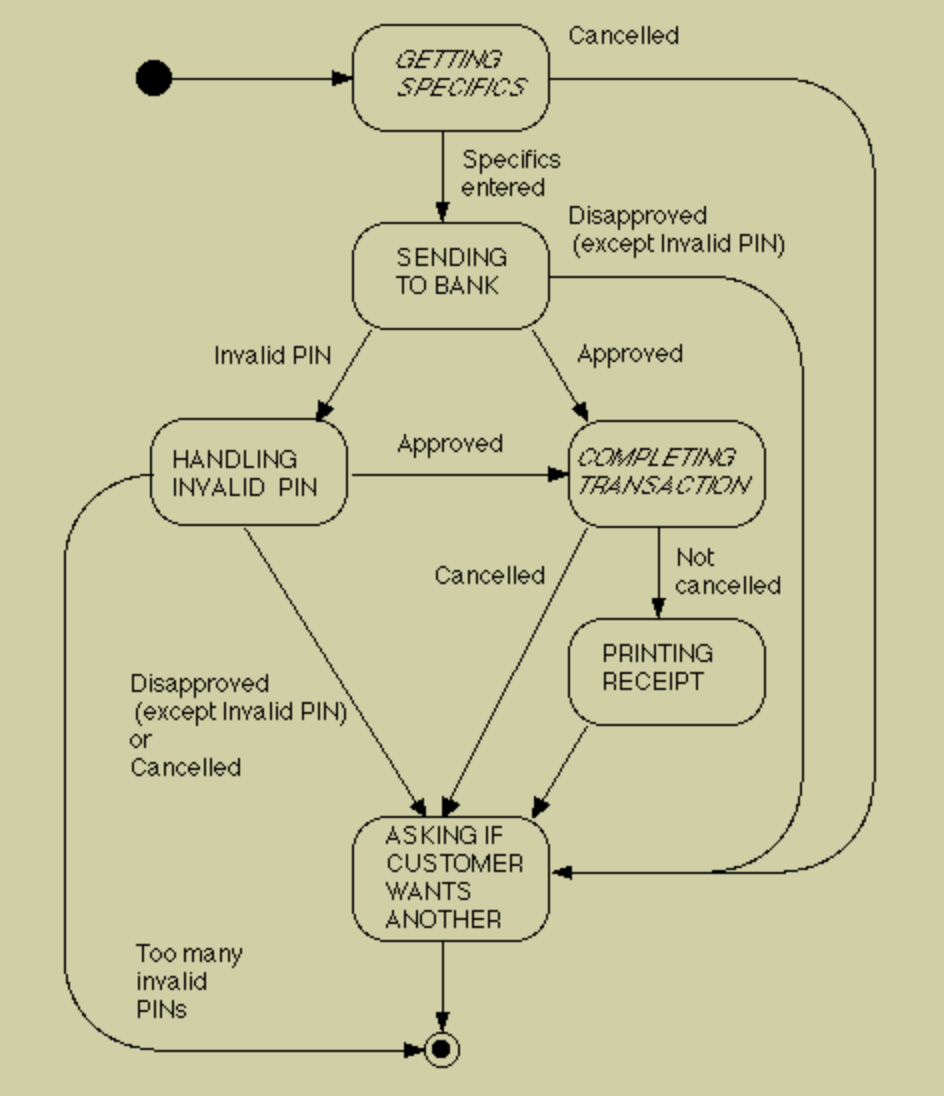 Cancelled
GETTING
SPECIFICS
Specifics
entered
Disapproved
(except Invalid PIN)
SENDING
TO BANK
Invalid PIN
Approved
HANDLING
INVALID PIN
Approved
COMPLETING
TRANSACTION
Cancelled
Not
cancelled
PRINTING
RECEIPT
Disapproved
(except Invalid PIN)
or
Cancelled
ASKING IF
CUSTOMER
WANTS
ANOTHER
Too many
invalid
PINs